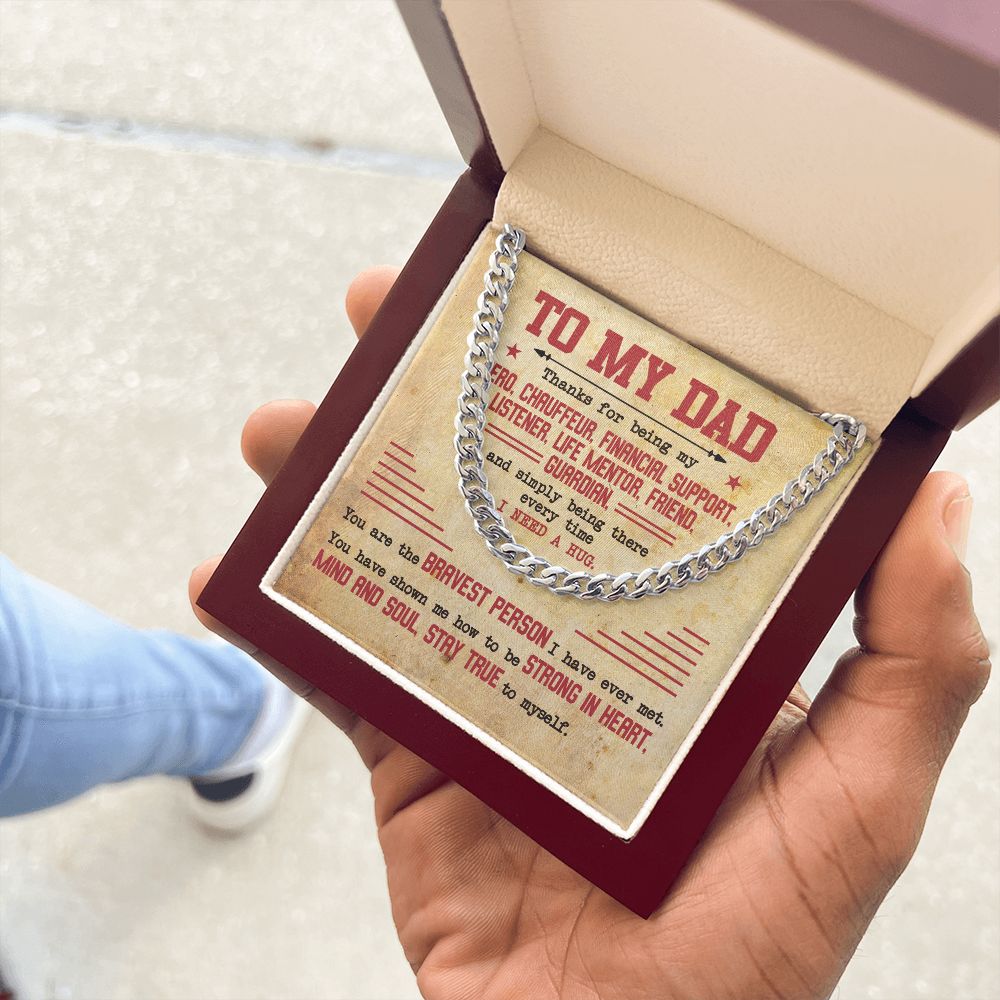 TO MY DAD
Thanks for being my
ERO, CHAUFFEUR, FINANCIAL SUPPORT,
LISTENER, LIFE MENTOR, FRIEND,
GUARDIAN,
and simply being there
every time
I NEED A HUG.
You are the BRAVEST PERSON I have ever met.
You have shown me how to be STRONG IN HEART,
MIND AND SOUL, STAY TRUE to myself.